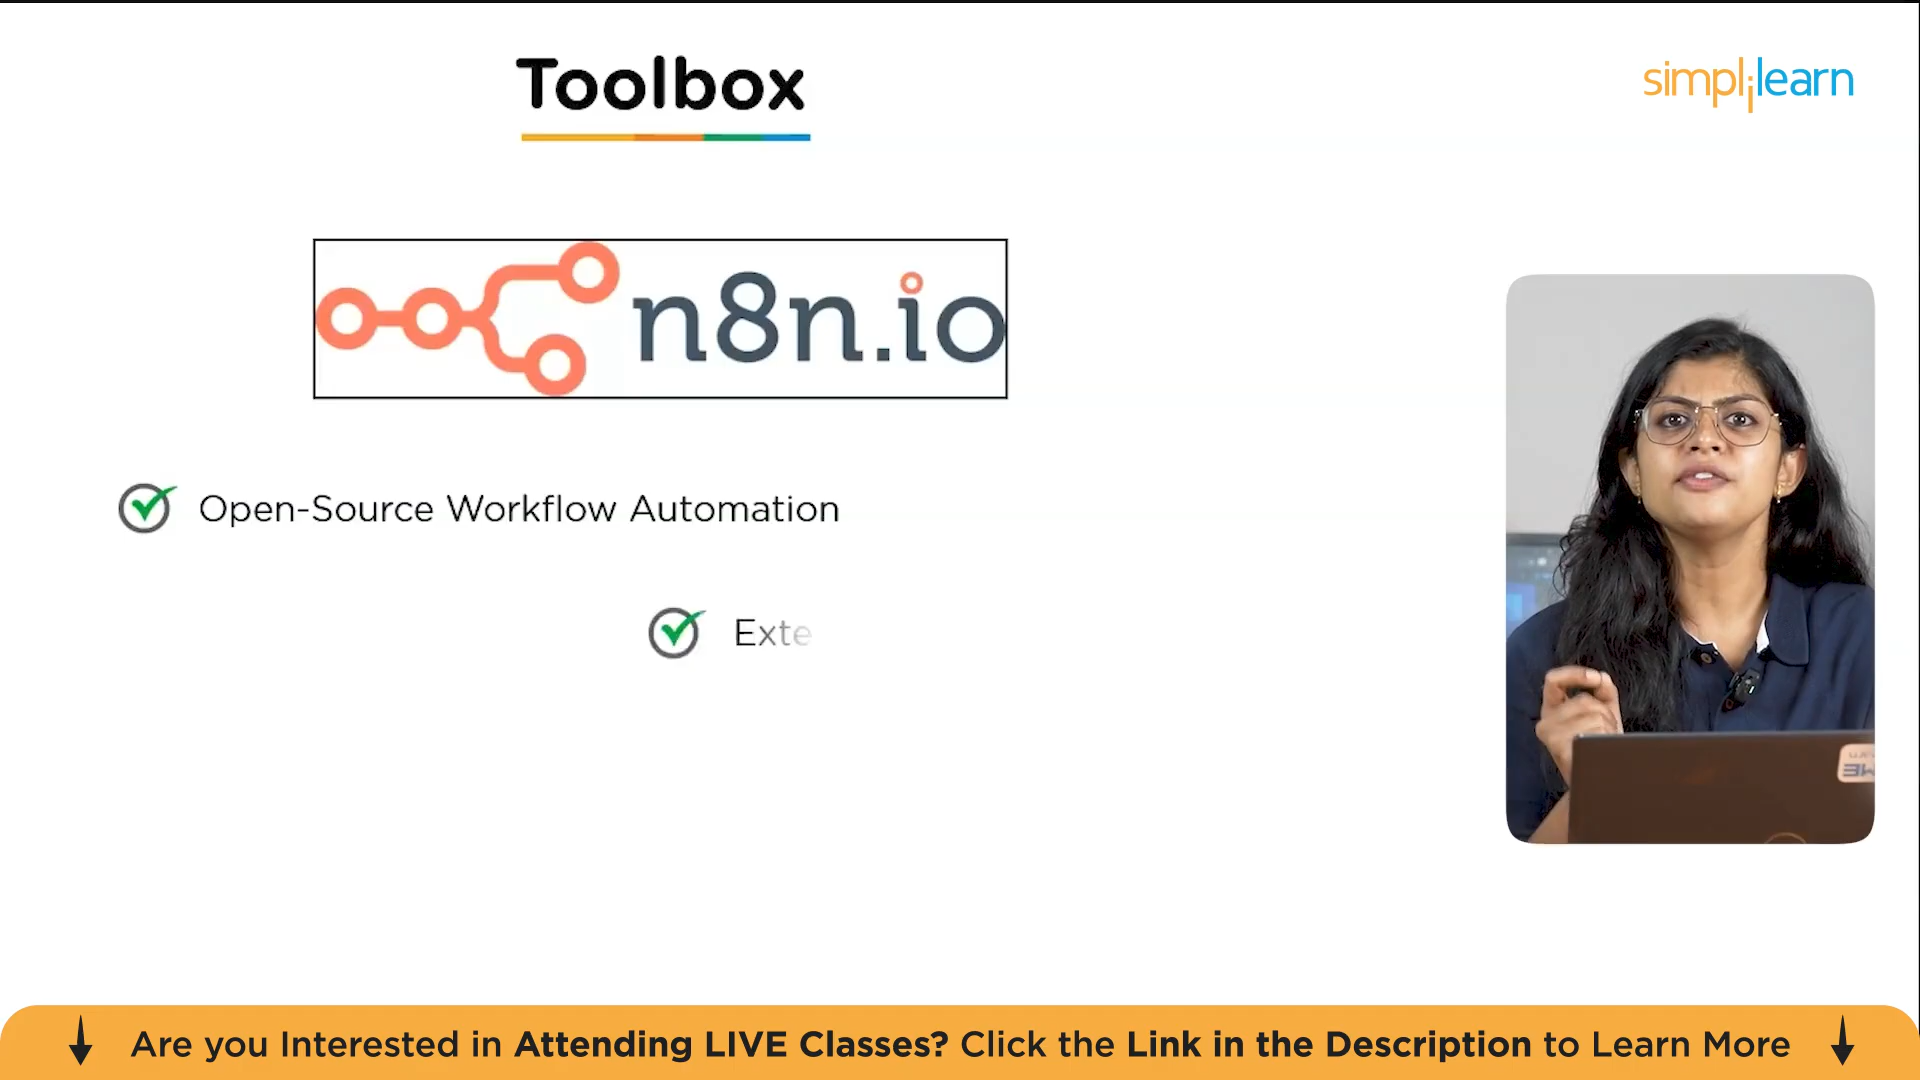 Toolbox
simplilearn
n8n.io
Open-Source Workflow Automation
Exte
Are you Interested in Attending LIVE Classes? Click the Link in the Description to Learn More